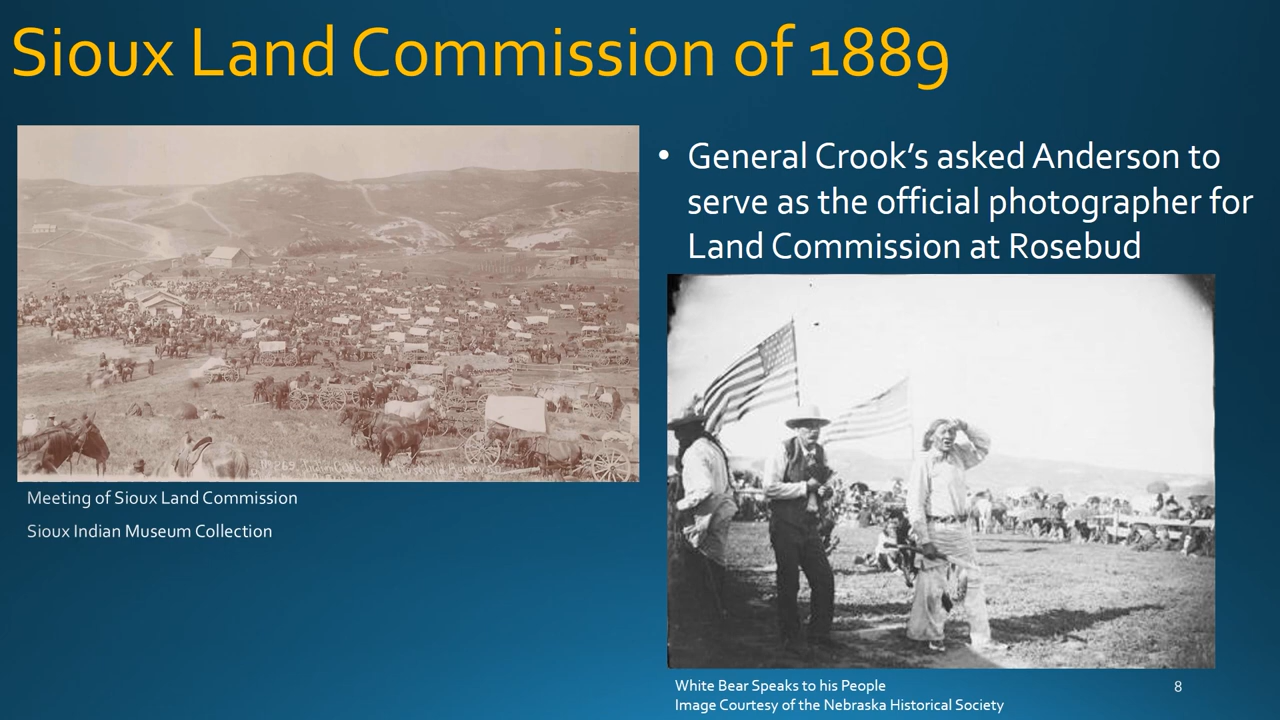 Sioux Land Commission of 1889
• General Crook’s asked Anderson to
serve as the official photographer for
Land Commission at Rosebud
Meeting of Sioux Land Commission
Sioux Indian Museum Collection
White Bear Speaks to his People
Image Courtesy of the Nebraska Historical Society
8